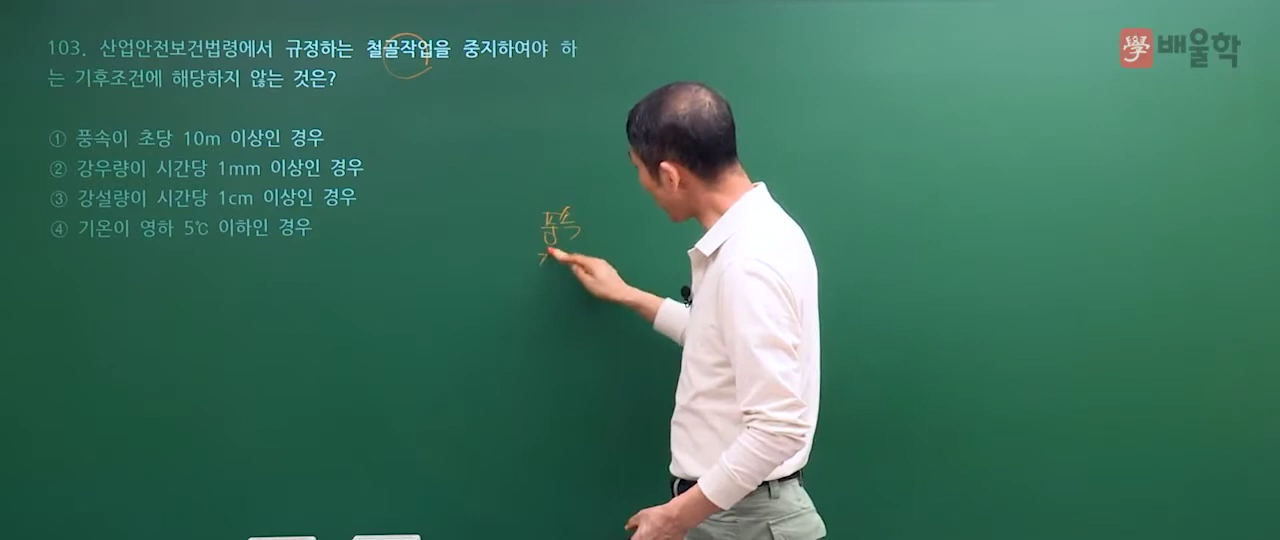 103. 산업안전보건법령에서 규정하는 철골작업을 중지하여야 하
는 기후조건에 해당하지 않는 것은?
① 풍속이 초당 10m 이상인 경우
② 강우량이 시간당 1mm 이상인 경우
③ 강설량이 시간당 1cm 이상인 경우
④ 기온이 영하 5℃ 이하인 경우
풍속
學 배울학